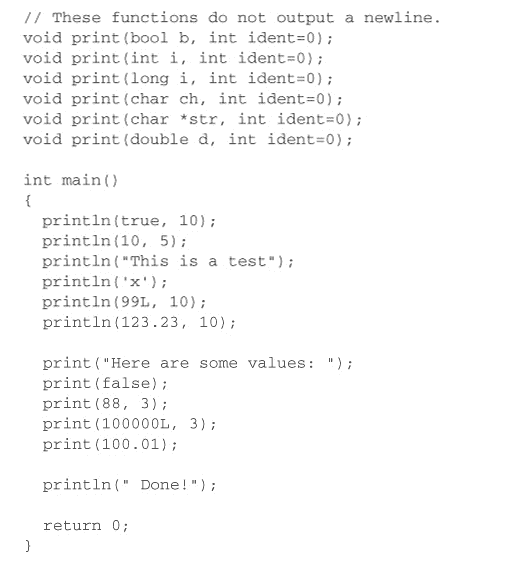 // These functions do not output a newline.
void print(bool b, int ident=0);
void print(int i, int ident=0);
void print(long i, int ident=0);
void print(char ch, int ident=0);
void print(char *str, int ident=0);
void print(double d, int ident=0);

int main()
{
  println(true, 10);
  println(10, 5);
  println("This is a test");
  println('x');
  println(99L, 10);
  println(123.23, 10);

  print("Here are some values: ");
  print(false);
  print(88, 3);
  print(100000L, 3);
  print(100.01);

  println(" Done!");

  return 0;
}